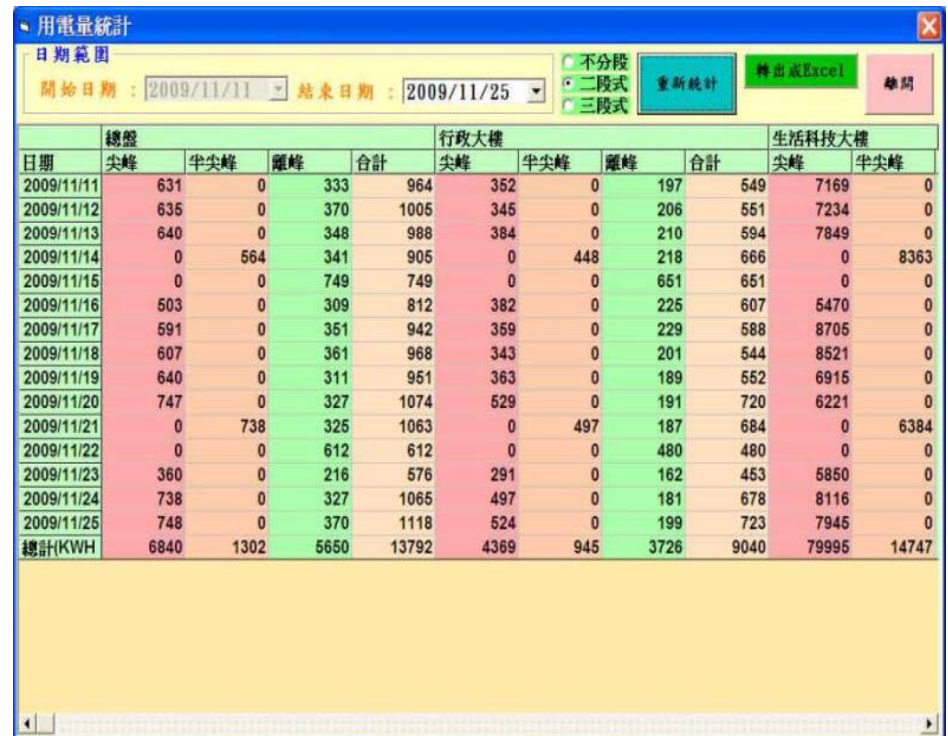 用電量統計
日期範圍
開始日期 : 2009/11/11 結束日期 : 2009/11/25
不分段
二段式
三段式
重新統計
轉出成Excel
離開
總盤 行政大樓 生活科技大樓
日期 尖峰 半尖峰 離峰 合計 尖峰 半尖峰 離峰 合計 尖峰 半尖峰
2009/11/11 631 0 333 964 352 0 197 549 7169 0
2009/11/12 635 0 370 1005 345 0 206 551 7234 0
2009/11/13 640 0 348 988 384 0 210 594 7849 0
2009/11/14 0 564 341 905 0 448 218 666 0 8363
2009/11/15 0 0 749 749 0 0 651 651 0 0
2009/11/16 503 0 309 812 382 0 225 607 5470 0
2009/11/17 591 0 351 942 359 0 229 588 8705 0
2009/11/18 607 0 361 968 343 0 201 544 8521 0
2009/11/19 640 0 311 951 363 0 189 552 6915 0
2009/11/20 747 0 327 1074 529 0 191 720 6221 0
2009/11/21 0 738 325 1063 0 497 187 684 0 6384
2009/11/22 0 0 612 612 0 0 480 480 0 0
2009/11/23 360 0 216 576 291 0 162 453 5850 0
2009/11/24 738 0 327 1065 497 0 181 678 8116 0
2009/11/25 748 0 370 1118 524 0 199 723 7945 0
總計(KWH 6840 1302 5650 13792 4369 945 3726 9040 79995 14747